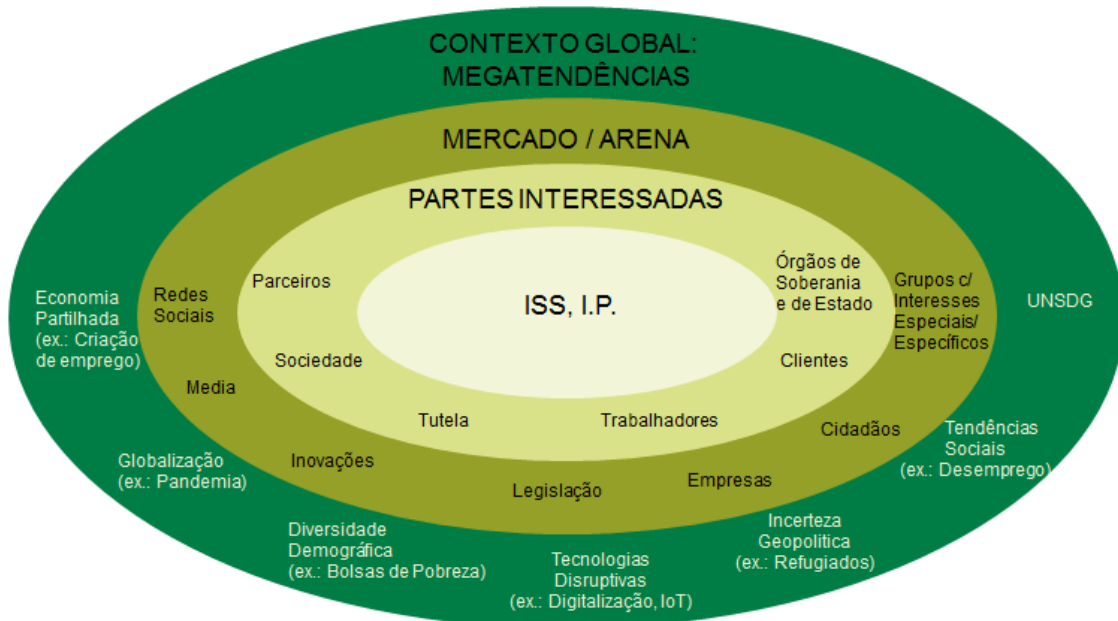 CONTEXTO GLOBAL:
MEGATENDÊNCIAS
MERCADO / ARENA
PARTES INTERESSADAS
ISS, I.P.
Parceiros
Sociedade
Tutela
Trabalhadores
Clientes
Órgãos de
Soberania
e de Estado
Redes
Sociais
Media
Inovações
Legislação
Empresas
Cidadãos
Grupos c/
Interesses
Especiais/
Específicos
Economia
Partilhada
(ex.: Criação
de emprego)
Globalização
(ex.: Pandemia)
Diversidade
Demográfica
(ex.: Bolsas de Pobreza)
Tecnologias
Disruptivas
(ex.: Digitalização, IoT)
Incerteza
Geopolitica
(ex.: Refugiados)
Tendências
Sociais
(ex.: Desemprego)
UNSDG